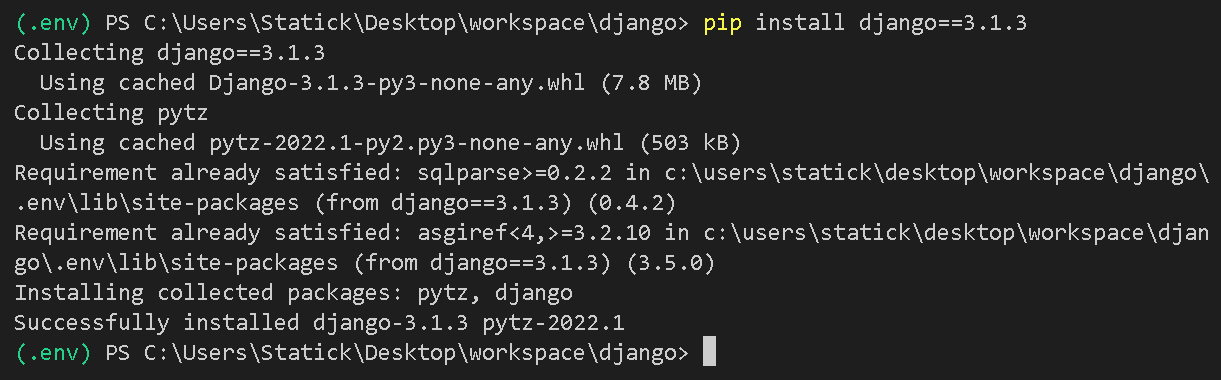 (.env) PS C:\Users\Statick\Desktop\workspace\django> pip install django==3.1.3
Collecting django==3.1.3
  Using cached Django-3.1.3-py3-none-any.whl (7.8 MB)
Collecting pytz
  Using cached pytz-2022.1-py2.py3-none-any.whl (503 kB)
Requirement already satisfied: sqlparse>=0.2.2 in c:\users\statick\desktop\workspace\django\
.env\lib\site-packages (from django==3.1.3) (0.4.2)
Requirement already satisfied: asgiref<4,>=3.2.10 in c:\users\statick\desktop\workspace\djan
go\.env\lib\site-packages (from django==3.1.3) (3.5.0)
Installing collected packages: pytz, django
Successfully installed django-3.1.3 pytz-2022.1
(.env) PS C:\Users\Statick\Desktop\workspace\django>